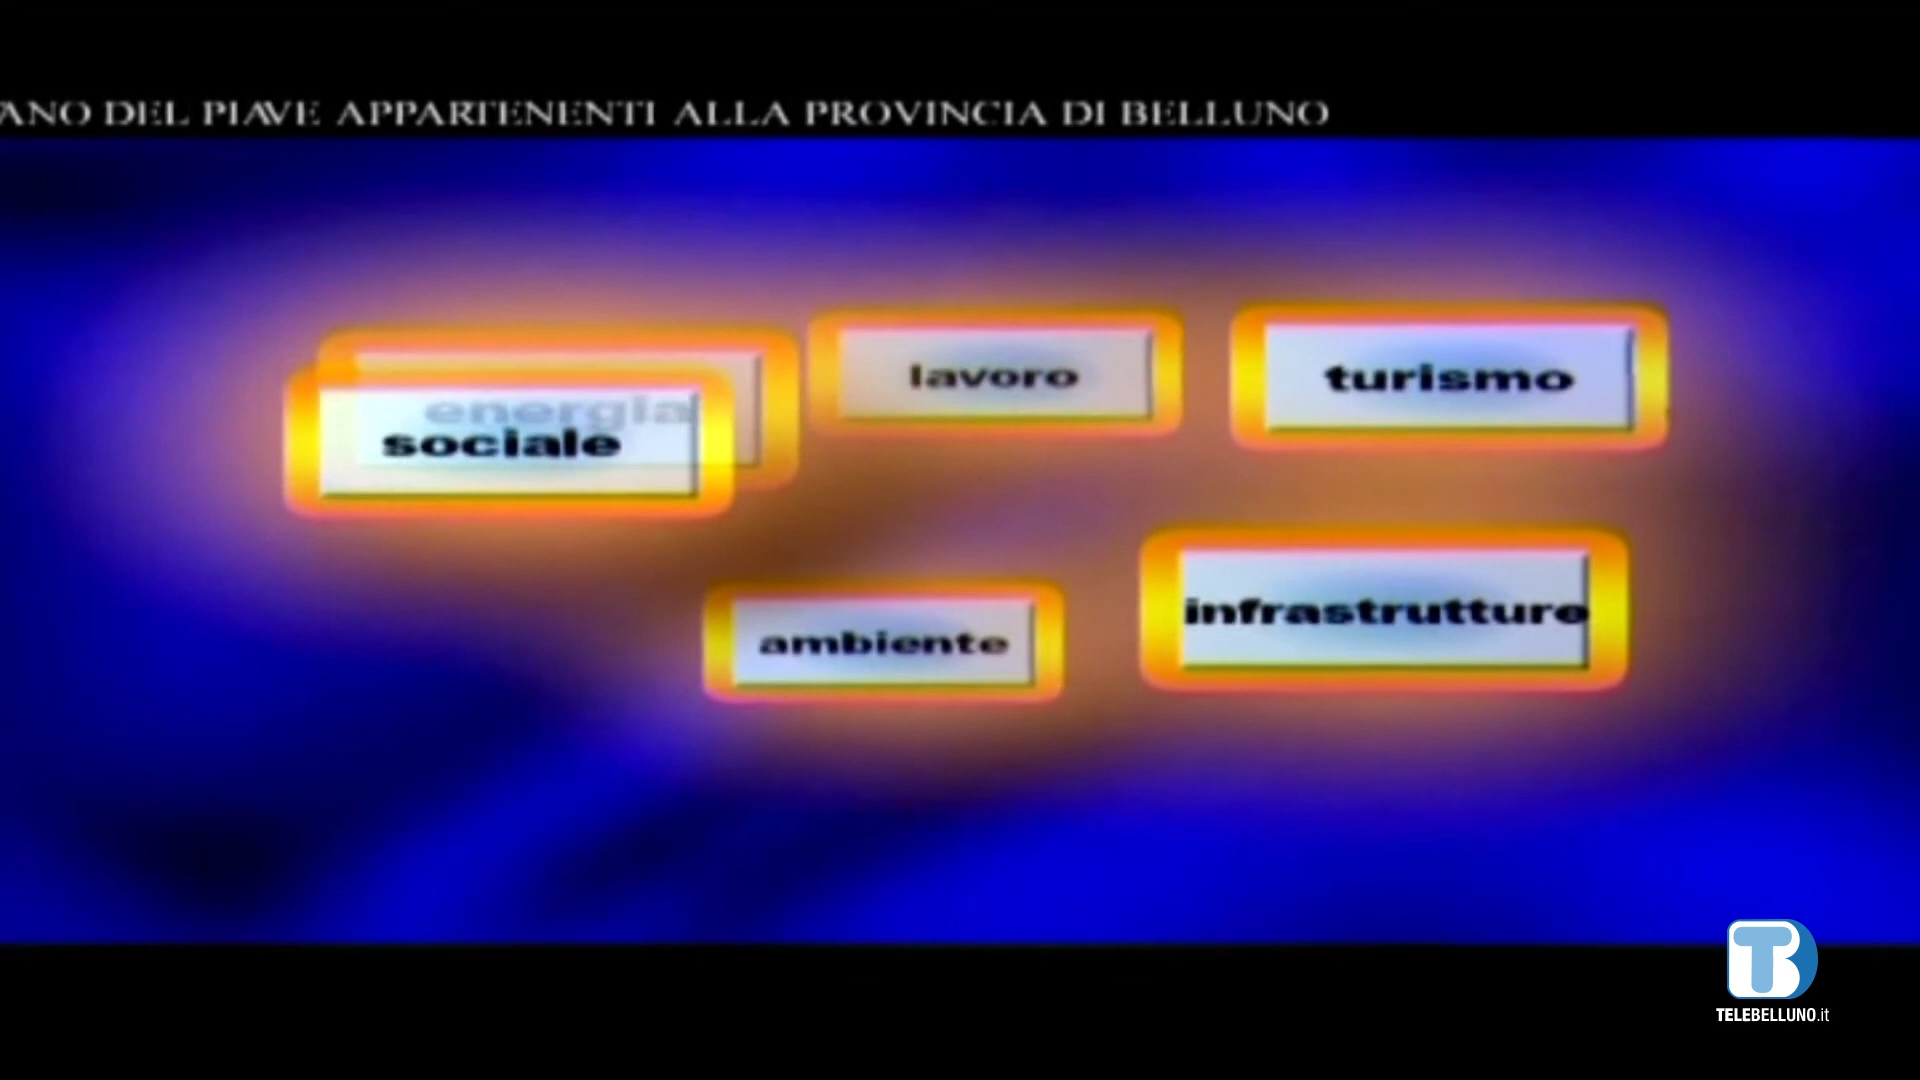 ANO DEL PIAVE APPARTENENTI ALLA PROVINCIA DI BELLUNO
lavoro
turismo
energia
sociale
infrastrutture
ambiente
TELEBELLUNO.it